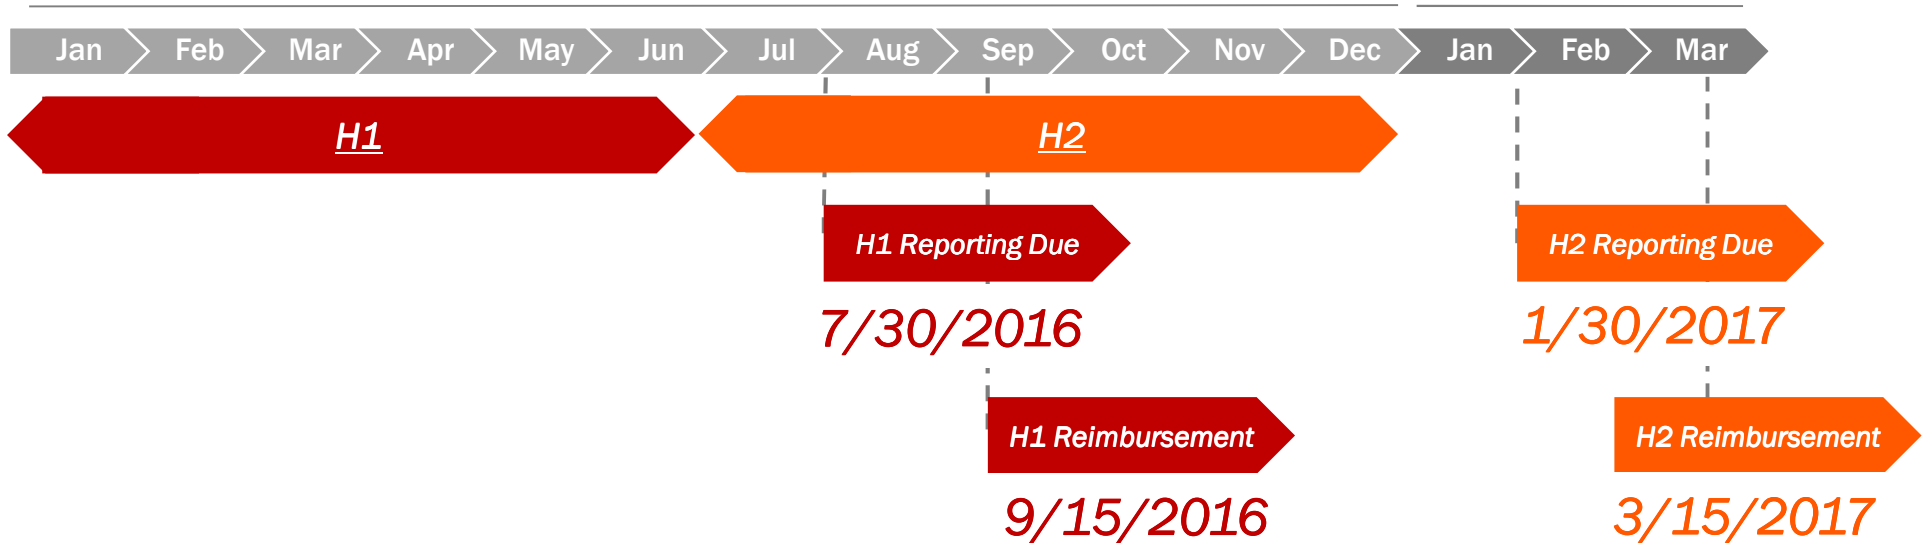 Jan Feb Mar Apr May Jun Jul Aug Sep Oct Nov Dec Jan Feb Mar
H1 H2
H1 Reporting Due H2 Reporting Due
7/30/2016 1/30/2017
H1 Reimbursement H2 Reimbursement
9/15/2016 3/15/2017